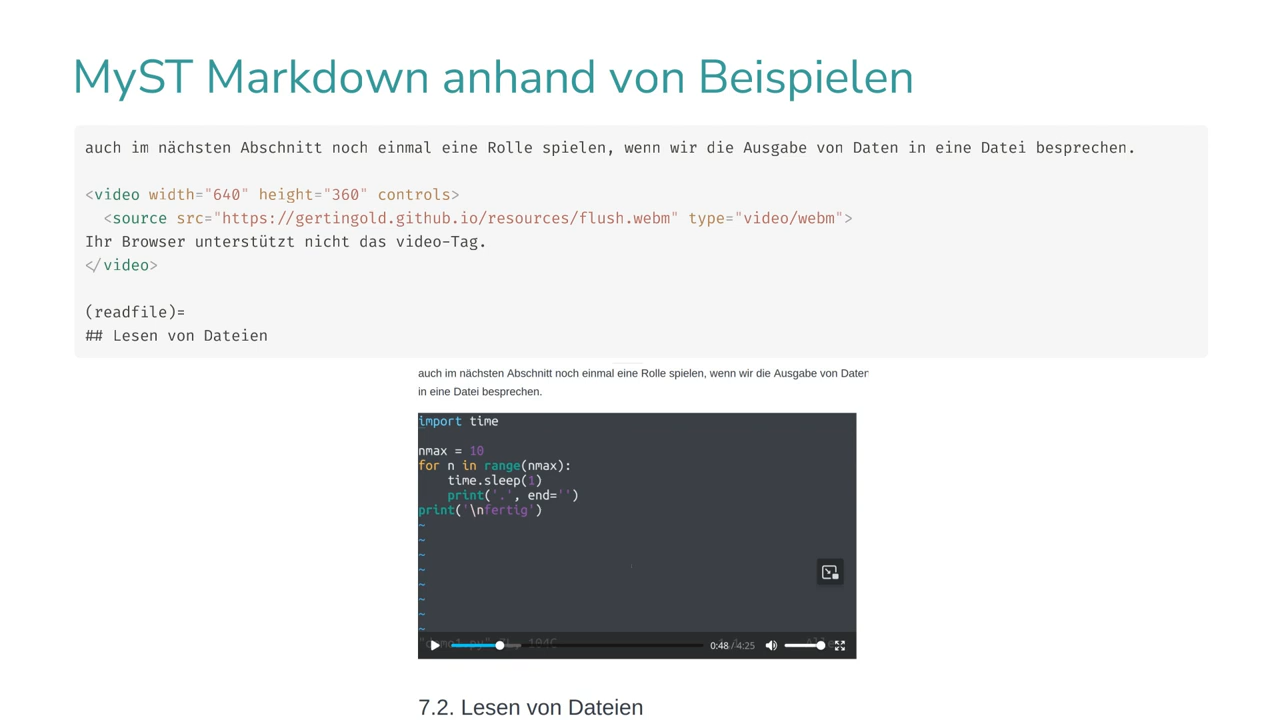 MyST Markdown anhand von Beispielen
auch im nächsten Abschnitt noch einmal eine Rolle spielen, wenn wir die Ausgabe von Daten in eine Datei besprechen.
<video width="640" height="360" controls>
  <source src="https://gertingold.github.io/resources/flush.webm" type="video/webm">
Ihr Browser unterstützt nicht das video-Tag.
</video>
(readfile)=
## Lesen von Dateien
auch im nächsten Abschnitt noch einmal eine Rolle spielen, wenn wir die Ausgabe von Daten
in eine Datei besprechen.
import time
nmax = 10
for n in range(nmax):
    time.sleep(1)
    print('.', end='')
print('\nfertig')
~
~
~
~
~
~
~
~
0:48 / 4:25
7.2. Lesen von Dateien